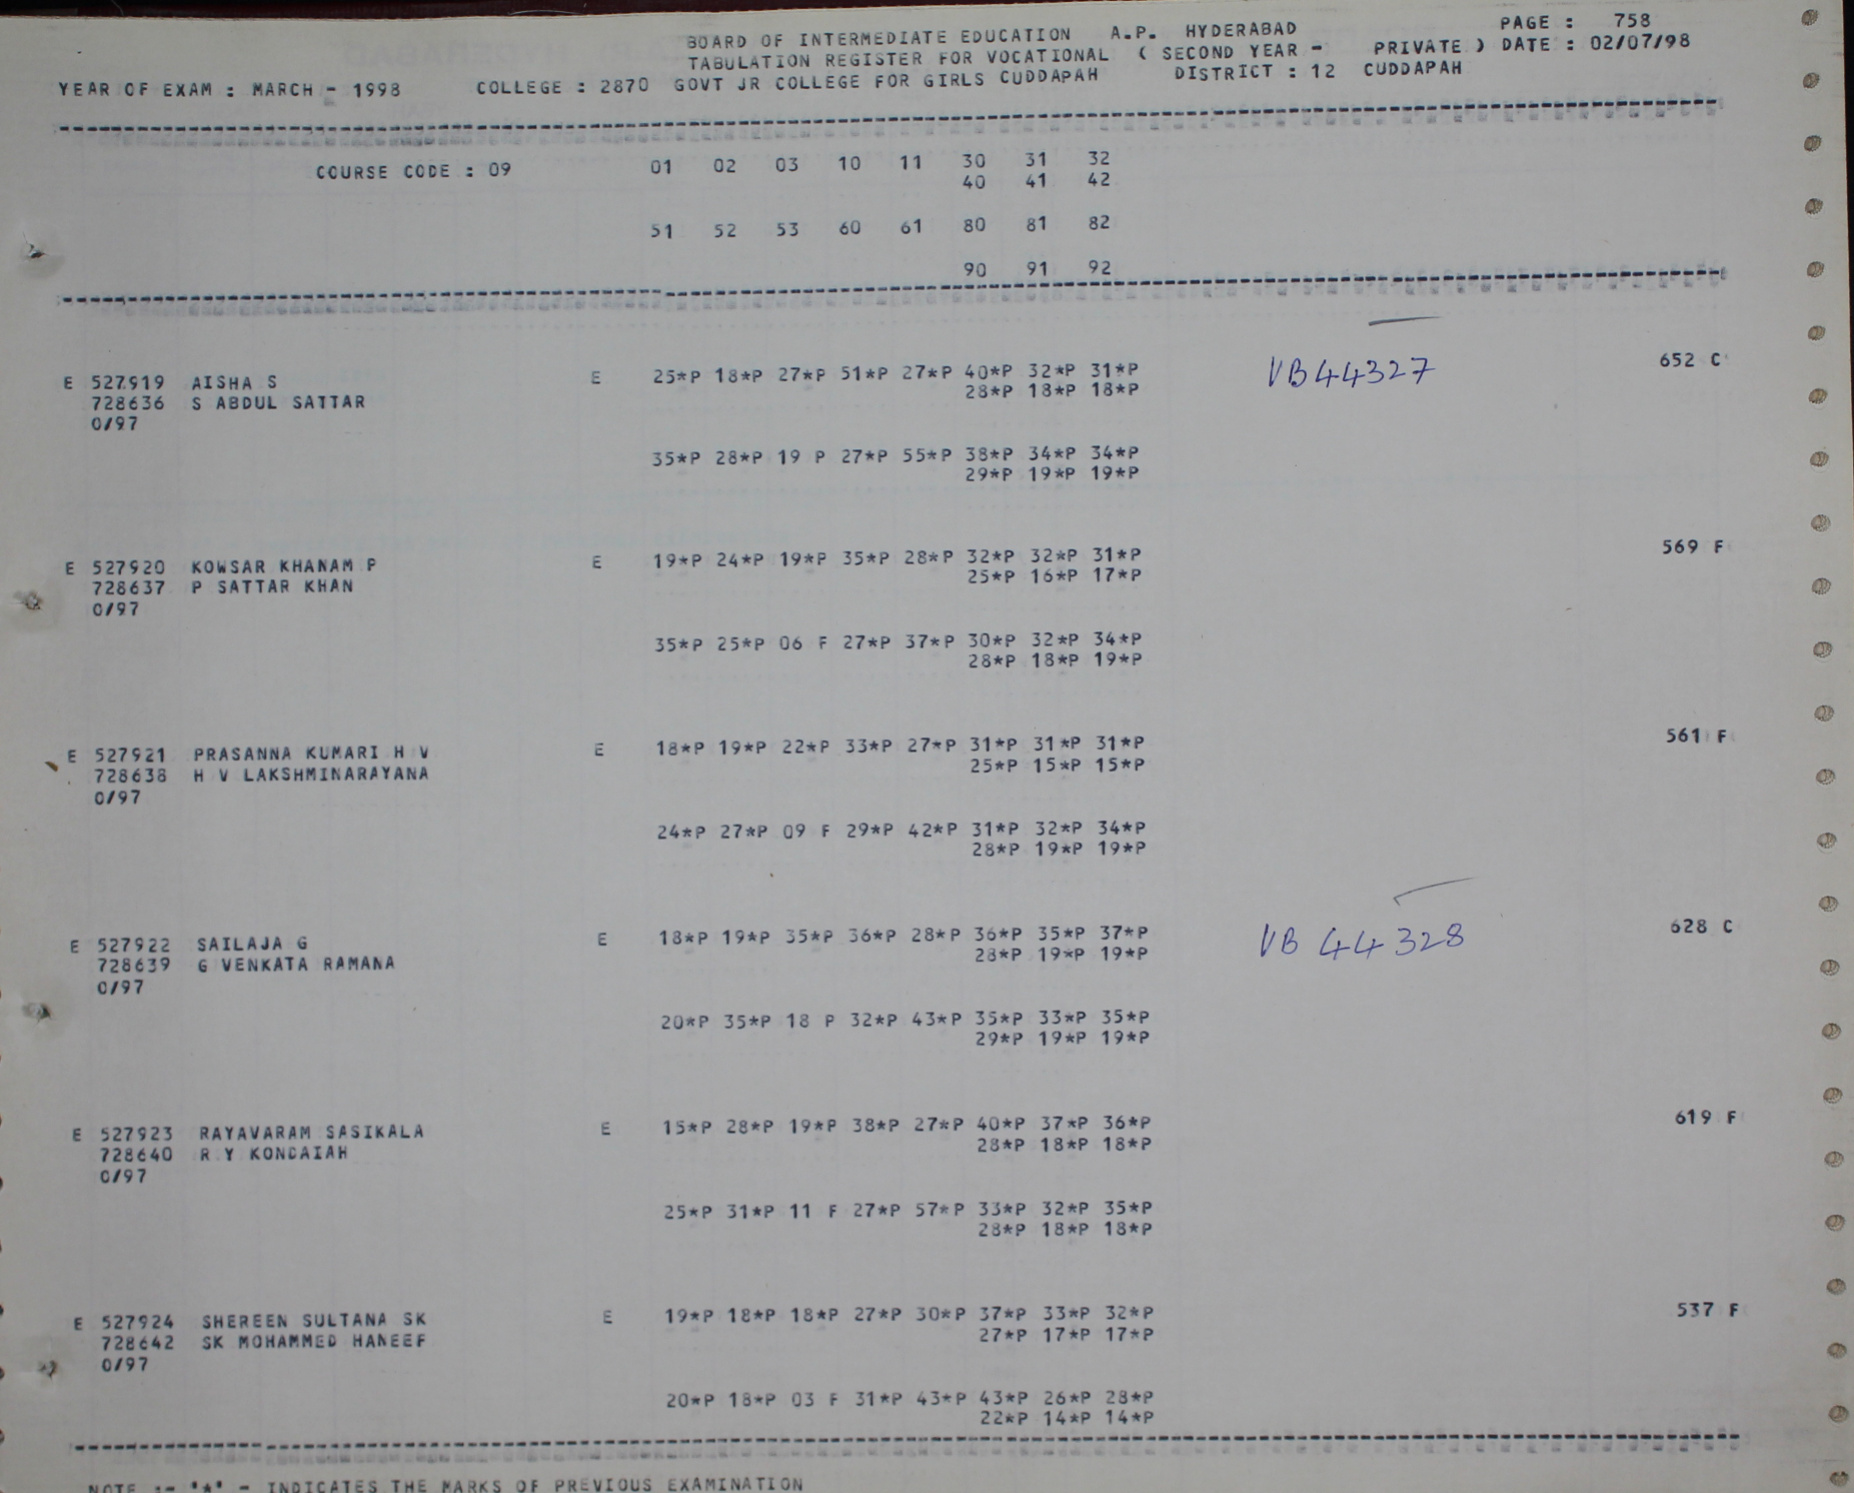 BOARD OF INTERMEDIATE EDUCATION A.P. HYDERABAD PAGE : 758
TABULATION REGISTER FOR VOCATIONAL ( SECOND YEAR - PRIVATE ) DATE : 02/07/98
YEAR OF EXAM : MARCH - 1998 COLLEGE : 2870 GOVT JR COLLEGE FOR GIRLS CUDDAPAH DISTRICT : 12 CUDDAPAH
COURSE CODE : 09 01 02 03 10 11 30 31 32
40 41 42
51 52 53 60 61 80 81 82
90 91 92
E 527919 AISHA S E 25*P 18*P 27*P 51*P 27*P 40*P 32*P 31*P VB44327 652 C
728636 S ABDUL SATTAR 28*P 18*P 18*P
0/97
35*P 28*P 19 P 27*P 55*P 38*P 34*P 34*P
29*P 19*P 19*P
E 527920 KOWSAR KHANAM P E 19*P 24*P 19*P 35*P 28*P 32*P 32*P 31*P 569 F
728637 P SATTAR KHAN 25*P 16*P 17*P
0/97
35*P 25*P 06 F 27*P 37*P 30*P 32*P 34*P
28*P 18*P 19*P
E 527921 PRASANNA KUMARI H V E 18*P 19*P 22*P 33*P 27*P 31*P 31*P 31*P 561 F
728638 H V LAKSHMINARAYANA 25*P 15*P 15*P
0/97
24*P 27*P 09 F 29*P 42*P 31*P 32*P 34*P
28*P 19*P 19*P
E 527922 SAILAJA G E 18*P 19*P 35*P 36*P 28*P 36*P 35*P 37*P VB 44328 628 C
728639 G VENKATA RAMANA 28*P 19*P 19*P
0/97
20*P 35*P 18 P 32*P 43*P 35*P 33*P 35*P
29*P 19*P 19*P
E 527923 RAYAVARAM SASIKALA E 15*P 28*P 19*P 38*P 27*P 40*P 37*P 36*P 619 F
728640 R Y KONDAIAH 28*P 18*P 18*P
0/97
25*P 31*P 11 F 27*P 57*P 33*P 32*P 35*P
28*P 18*P 18*P
E 527924 SHEREEN SULTANA SK E 19*P 18*P 18*P 27*P 30*P 37*P 33*P 32*P 537 F
728642 SK MOHAMMED HANEEF 27*P 17*P 17*P
0/97
20*P 18*P 03 F 31*P 43*P 43*P 26*P 28*P
22*P 14*P 14*P
NOTE :- '*' - INDICATES THE MARKS OF PREVIOUS EXAMINATION